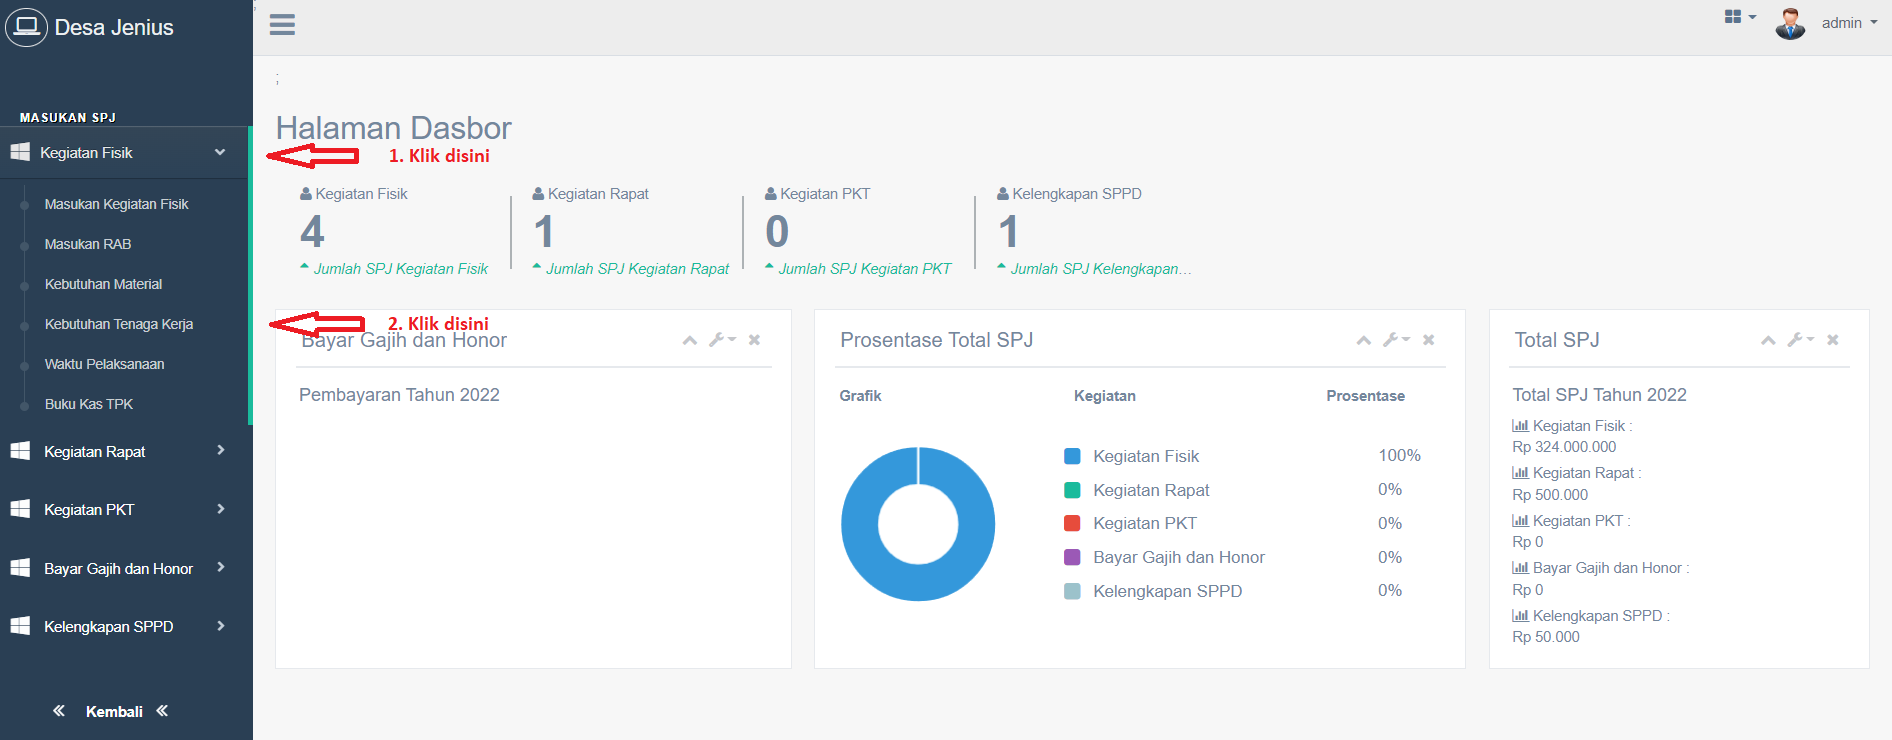 Desa Jenius
;
admin
;
MASUKAN SPJ
Kegiatan Fisik
Masukan Kegiatan Fisik
Masukan RAB
Kebutuhan Material
Kebutuhan Tenaga Kerja
Waktu Pelaksanaan
Buku Kas TPK
Kegiatan Rapat
Kegiatan PKT
Bayar Gajih dan Honor
Kelengkapan SPPD
Kembali
Halaman Dasbor
1. Klik disini
Kegiatan Fisik
4
Jumlah SPJ Kegiatan Fisik
Kegiatan Rapat
1
Jumlah SPJ Kegiatan Rapat
Kegiatan PKT
0
Jumlah SPJ Kegiatan PKT
Kelengkapan SPPD
1
Jumlah SPJ Kelengkapan...
2. Klik disini
Bayar Gajih dan Honor
Pembayaran Tahun 2022
Prosentase Total SPJ
Grafik Kegiatan Prosentase
Kegiatan Fisik 100%
Kegiatan Rapat 0%
Kegiatan PKT 0%
Bayar Gajih dan Honor 0%
Kelengkapan SPPD 0%
Total SPJ
Total SPJ Tahun 2022
Kegiatan Fisik :
Rp 324.000.000
Kegiatan Rapat :
Rp 500.000
Kegiatan PKT :
Rp 0
Bayar Gajih dan Honor :
Rp 0
Kelengkapan SPPD :
Rp 50.000